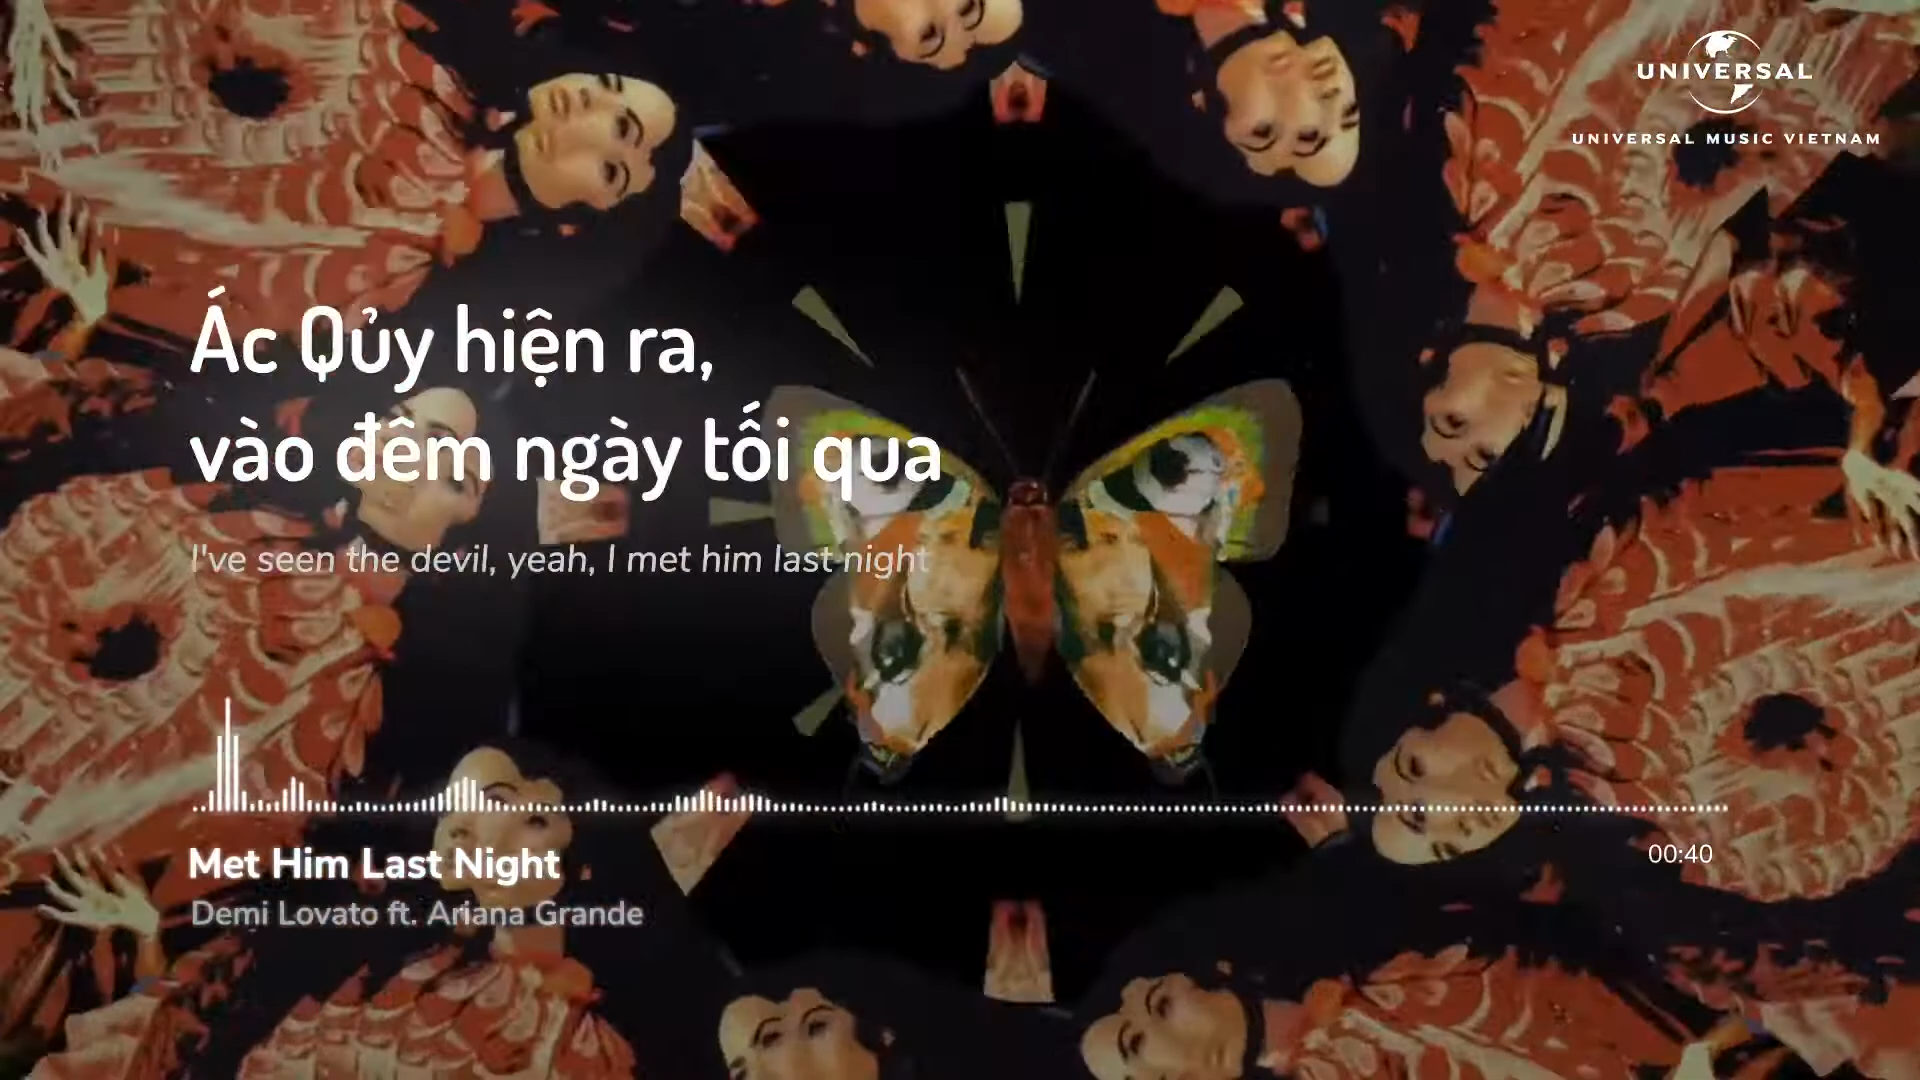 UNIVERSAL
UNIVERSAL MUSIC VIETNAM
Ác Qủy hiện ra,
vào đêm ngày tối qua
I've seen the devil, yeah, I met him last night
Met Him Last Night
00:40
Demi Lovato ft. Ariana Grande